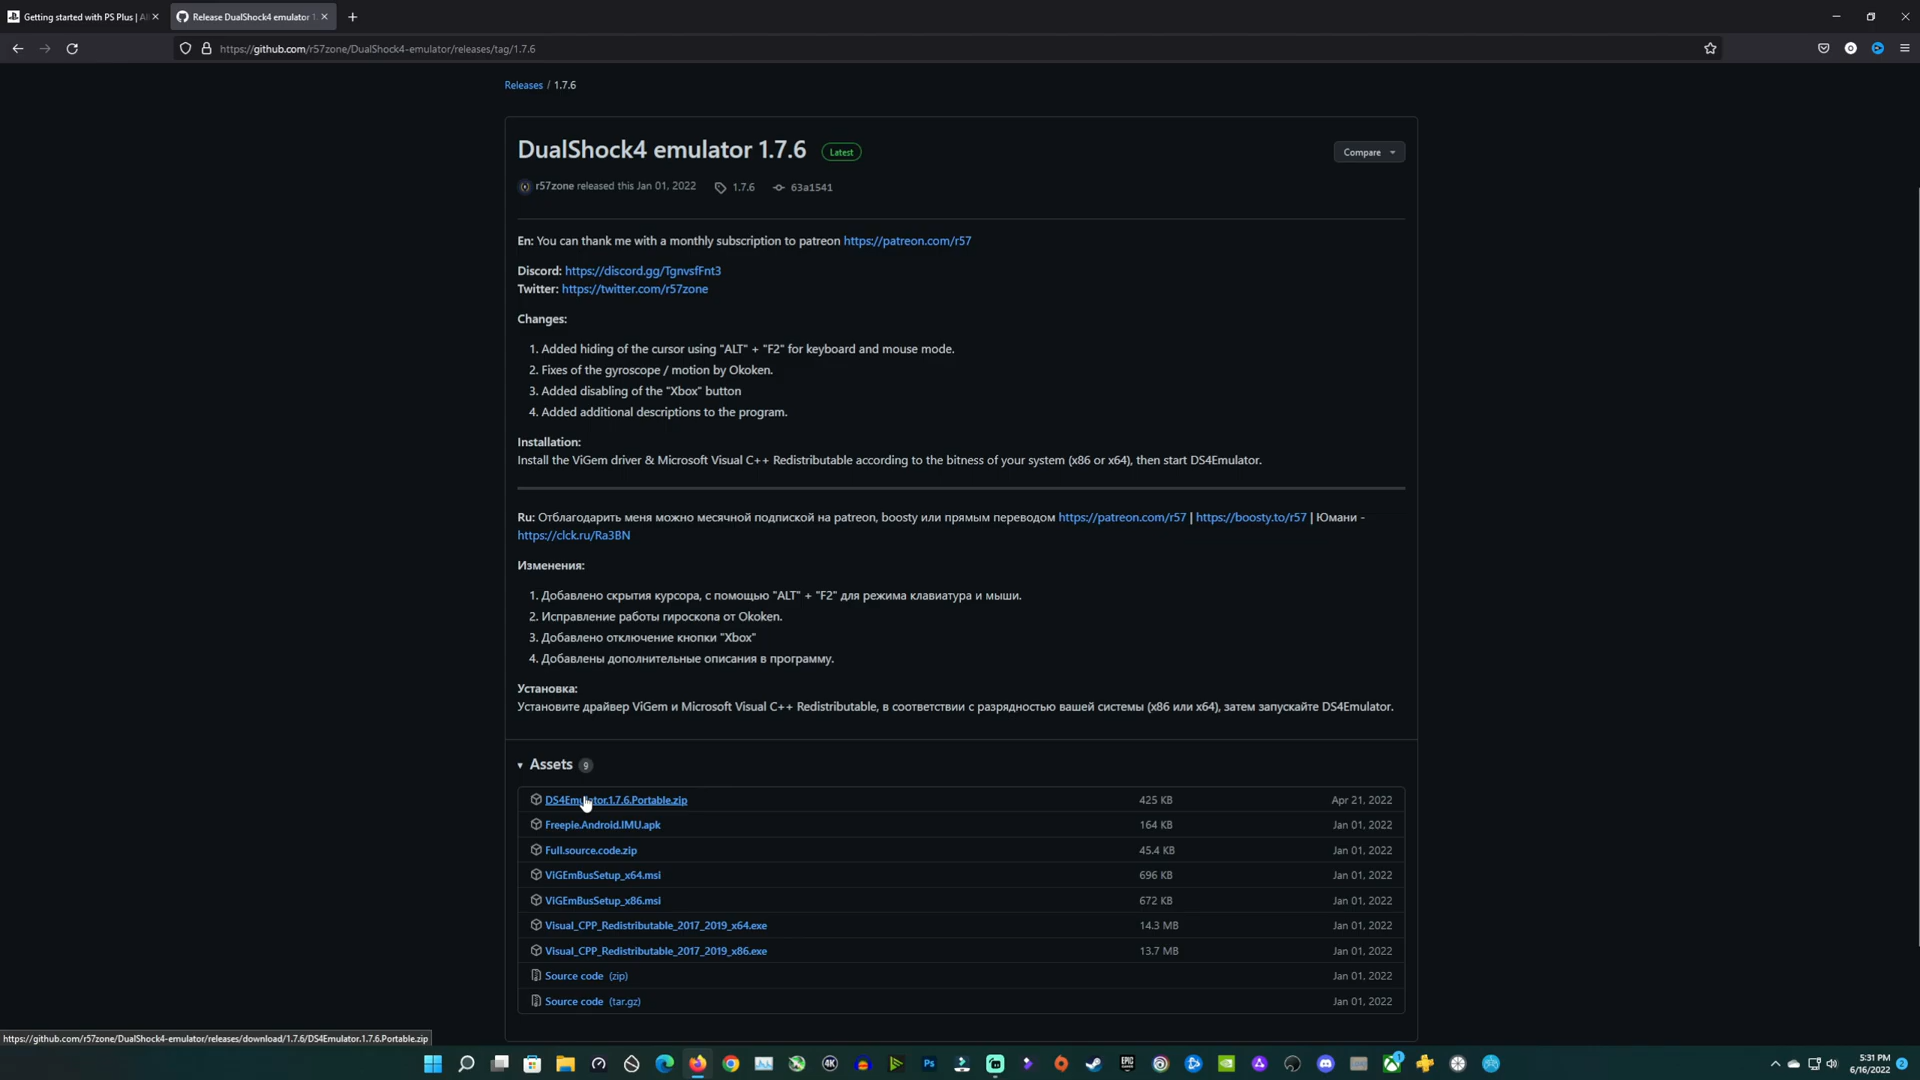 Getting started with PS Plus | Al
Release DualShock4 emulator 1.
https://github.com/r57zone/DualShock4-emulator/releases/tag/1.7.6
Releases / 1.7.6
DualShock4 emulator 1.7.6 Latest
Compare
r57zone released this Jan 01, 2022 1.7.6 63a1541
En: You can thank me with a monthly subscription to patreon https://patreon.com/r57
Discord: https://discord.gg/TgnvsfFnt3
Twitter: https://twitter.com/r57zone
Changes:
1. Added hiding of the cursor using "ALT" + "F2" for keyboard and mouse mode.
2. Fixes of the gyroscope / motion by Okoken.
3. Added disabling of the "Xbox" button
4. Added additional descriptions to the program.
Installation:
Install the ViGem driver & Microsoft Visual C++ Redistributable according to the bitness of your system (x86 or x64), then start DS4Emulator.
Ru: Отблагодарить меня можно месячной подпиской на patreon, boosty или прямым переводом https://patreon.com/r57 | https://boosty.to/r57 | Юмани -
https://clck.ru/Ra3BN
Изменения:
1. Добавлено скрытия курсора, с помощью "ALT" + "F2" для режима клавиатура и мыши.
2. Исправление работы гироскопа от Okoken.
3. Добавлено отключение кнопки "Xbox"
4. Добавлены дополнительные описания в программу.
Установка:
Установите драйвер ViGem и Microsoft Visual C++ Redistributable, в соответствии с разрядностью вашей системы (x86 или x64), затем запускайте DS4Emulator.
Assets 9
DS4Emulator.1.7.6.Portable.zip 425 KB Apr 21, 2022
Freepie.Android.IMU.apk 164 KB Jan 01, 2022
Full.source.code.zip 45.4 KB Jan 01, 2022
ViGEmBusSetup_x64.msi 696 KB Jan 01, 2022
ViGEmBusSetup_x86.msi 672 KB Jan 01, 2022
Visual_CPP_Redistributable_2017_2019_x64.exe 14.3 MB Jan 01, 2022
Visual_CPP_Redistributable_2017_2019_x86.exe 13.7 MB Jan 01, 2022
Source code (zip) Jan 01, 2022
Source code (tar.gz) Jan 01, 2022
https://github.com/r57zone/DualShock4-emulator/releases/download/1.7.6/DS4Emulator.1.7.6.Portable.zip
4K
Ps
EPIC
5:31 PM
6/16/2022
2